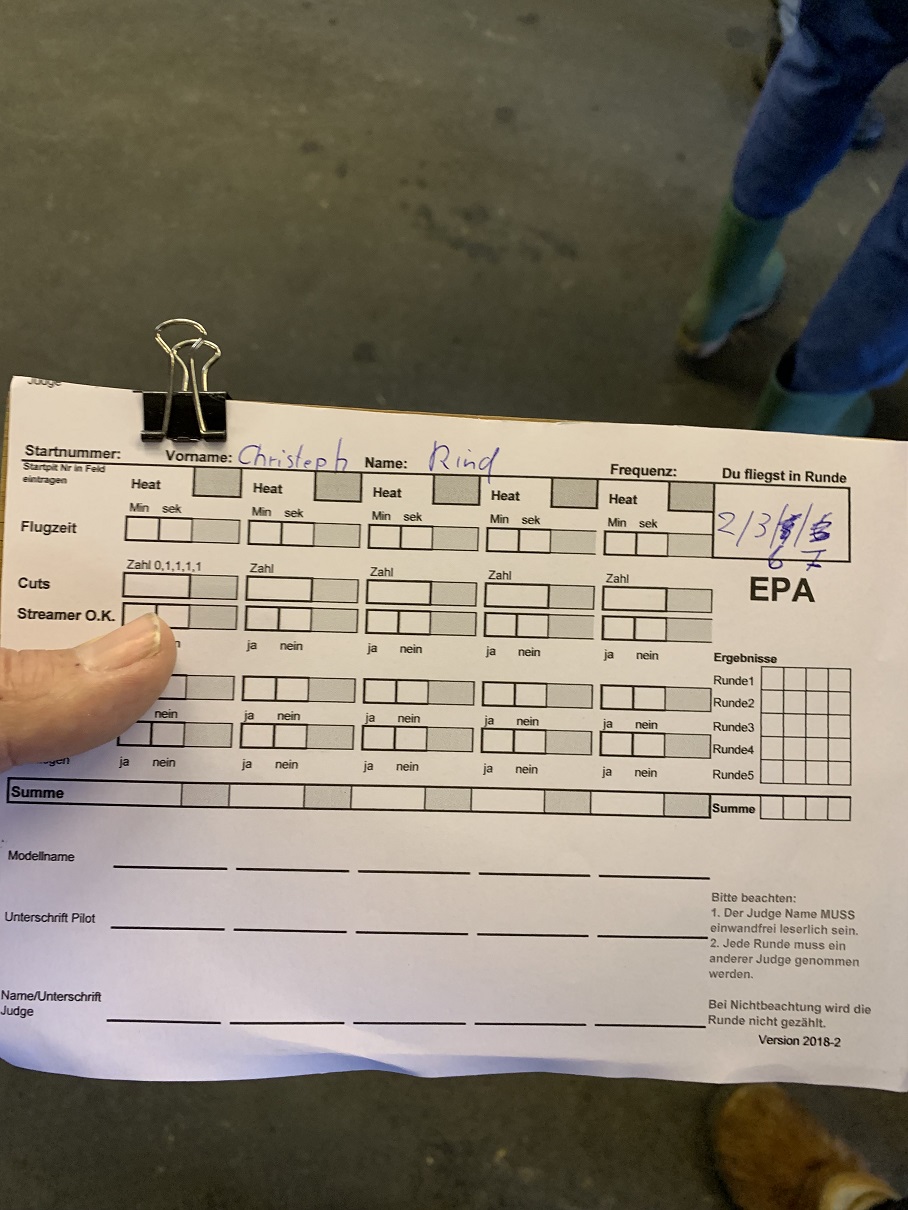 Judge
Startnummer: Vorname: Christoph Name: Rind Frequenz: Du fliegst in Runde
Startpit Nr in Feld
eintragen
Heat Heat Heat Heat Heat
Min sek Min sek Min sek Min sek Min sek
Flugzeit
2/3/
6 7
EPA
Zahl 0,1,1,1,1 Zahl Zahl Zahl Zahl
Cuts
Streamer O.K.
ja nein ja nein ja nein ja nein
Ergebnisse
Runde1
Runde2
Runde3
Runde4
Runde5
nein ja nein ja nein ja nein ja nein
ja nein ja nein ja nein ja nein ja nein
Summe Summe
Modellname
Unterschrift Pilot
Name/Unterschrift
Judge
Bitte beachten:
1. Der Judge Name MUSS
einwandfrei leserlich sein.
2. Jede Runde muss ein
anderer Judge genommen
werden.
Bei Nichtbeachtung wird die
Runde nicht gezählt.
Version 2018-2